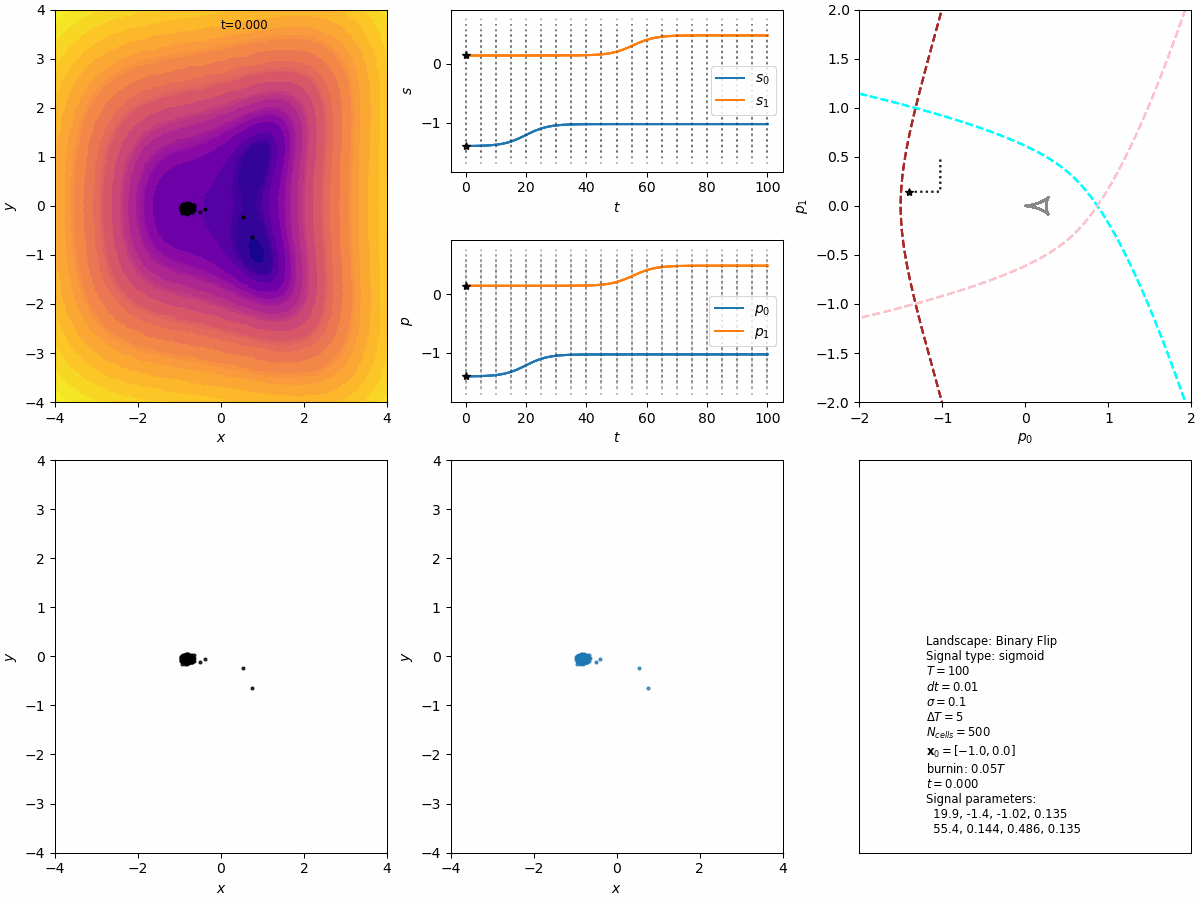 t=0.000
4
3
2
1
0
−1
−2
−3
−4
y
−4
−2
0
2
4
x
0
−1
s
s0
s1
0
20
40
60
80
100
t
0
−1
p
p0
p1
0
20
40
60
80
100
t
2.0
1.5
1.0
0.5
0.0
−0.5
−1.0
−1.5
−2.0
p1
−2
−1
0
1
2
p0
4
3
2
1
0
−1
−2
−3
−4
y
−4
−2
0
2
4
x
4
3
2
1
0
−1
−2
−3
−4
y
−4
−2
0
2
4
x
Landscape: Binary Flip
Signal type: sigmoid
T = 100
dt = 0.01
σ = 0.1
ΔT = 5
Ncells = 500
x0 = [−1.0, 0.0]
burnin: 0.05T
t = 0.000
Signal parameters:
19.9, -1.4, -1.02, 0.135
55.4, 0.144, 0.486, 0.135